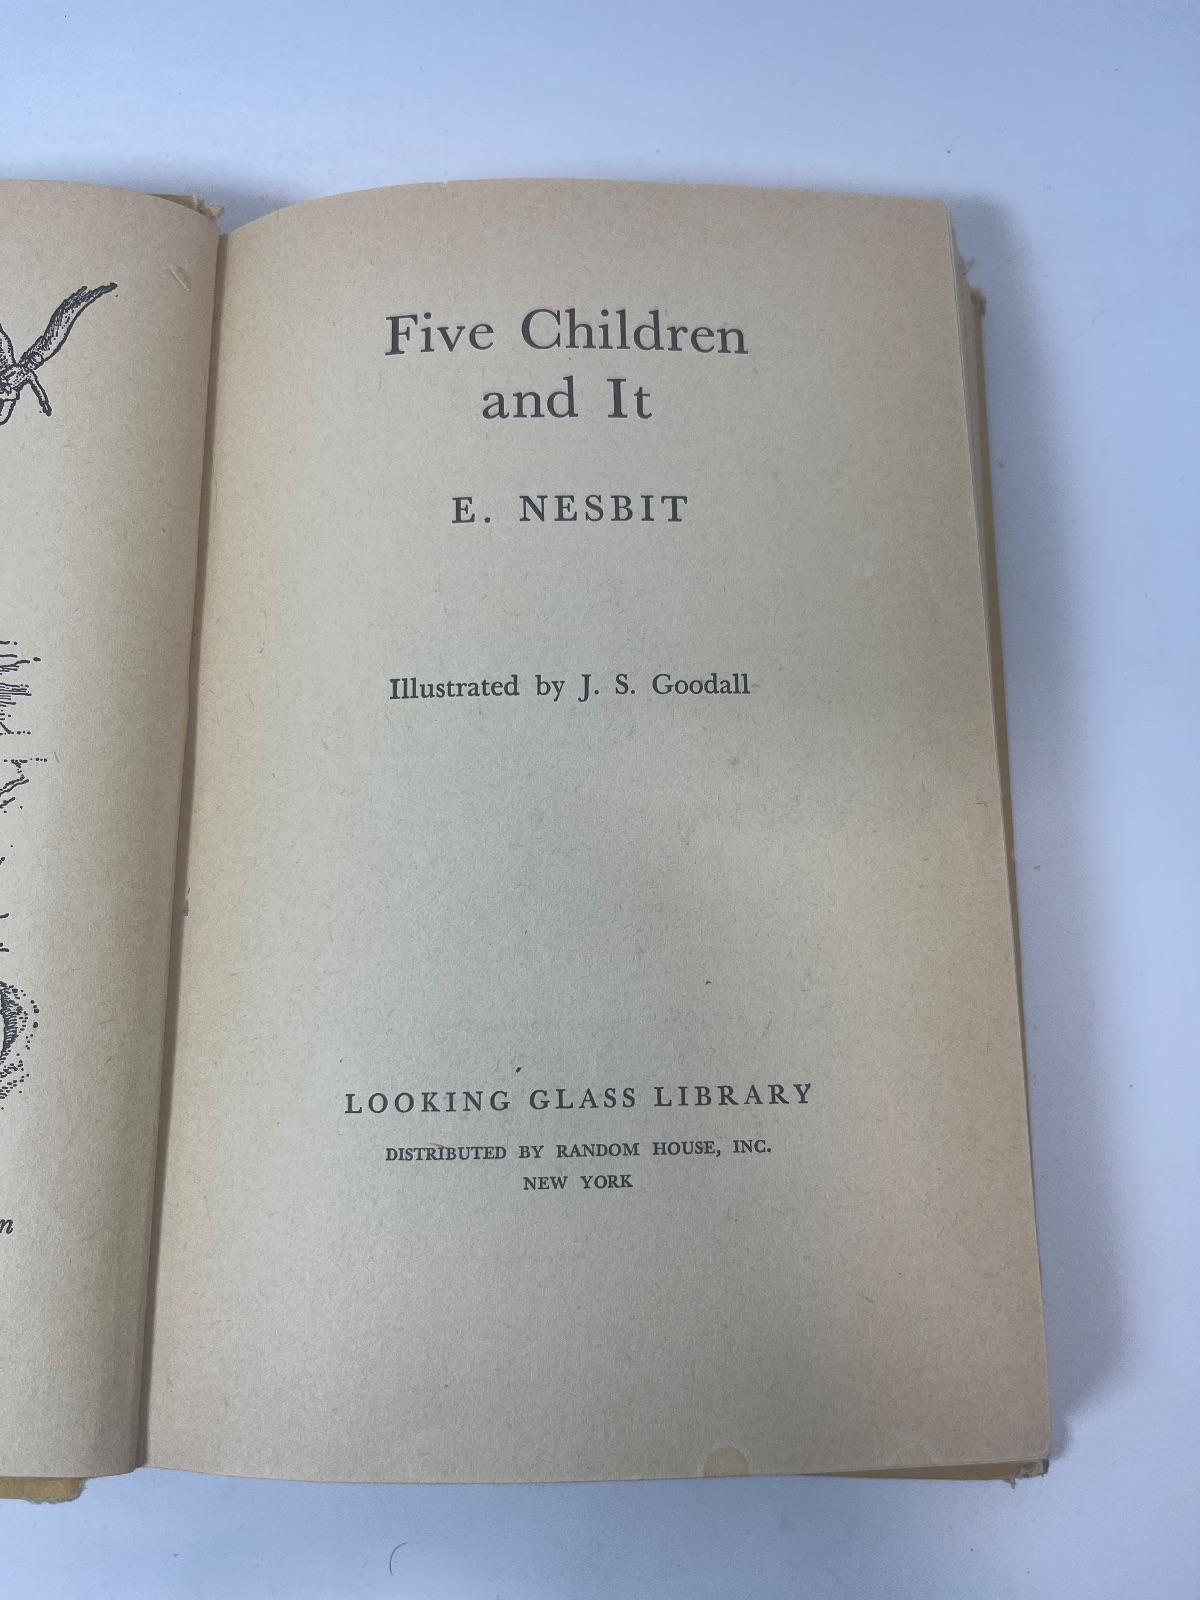 Five Children
and It
E. NESBIT
Illustrated by J. S. Goodall
LOOKING GLASS LIBRARY
DISTRIBUTED BY RANDOM HOUSE, INC.
NEW YORK